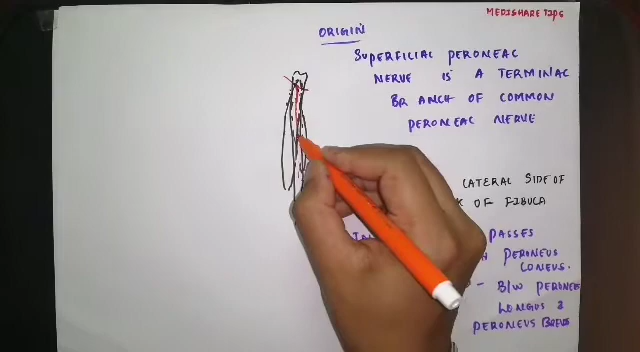 MEDISHARE TIPS
ORIGIN
SUPERFICIAL PERONEAL
NERVE IS A TERMINAL
BRANCH OF COMMON
PERONEAL NERVE
LATERAL SIDE OF
K OF FIBULA
PASSES
PERONEUS
LONGUS.
- B/W PERONEUS
LONGUS &
PERONEUS BREVIS